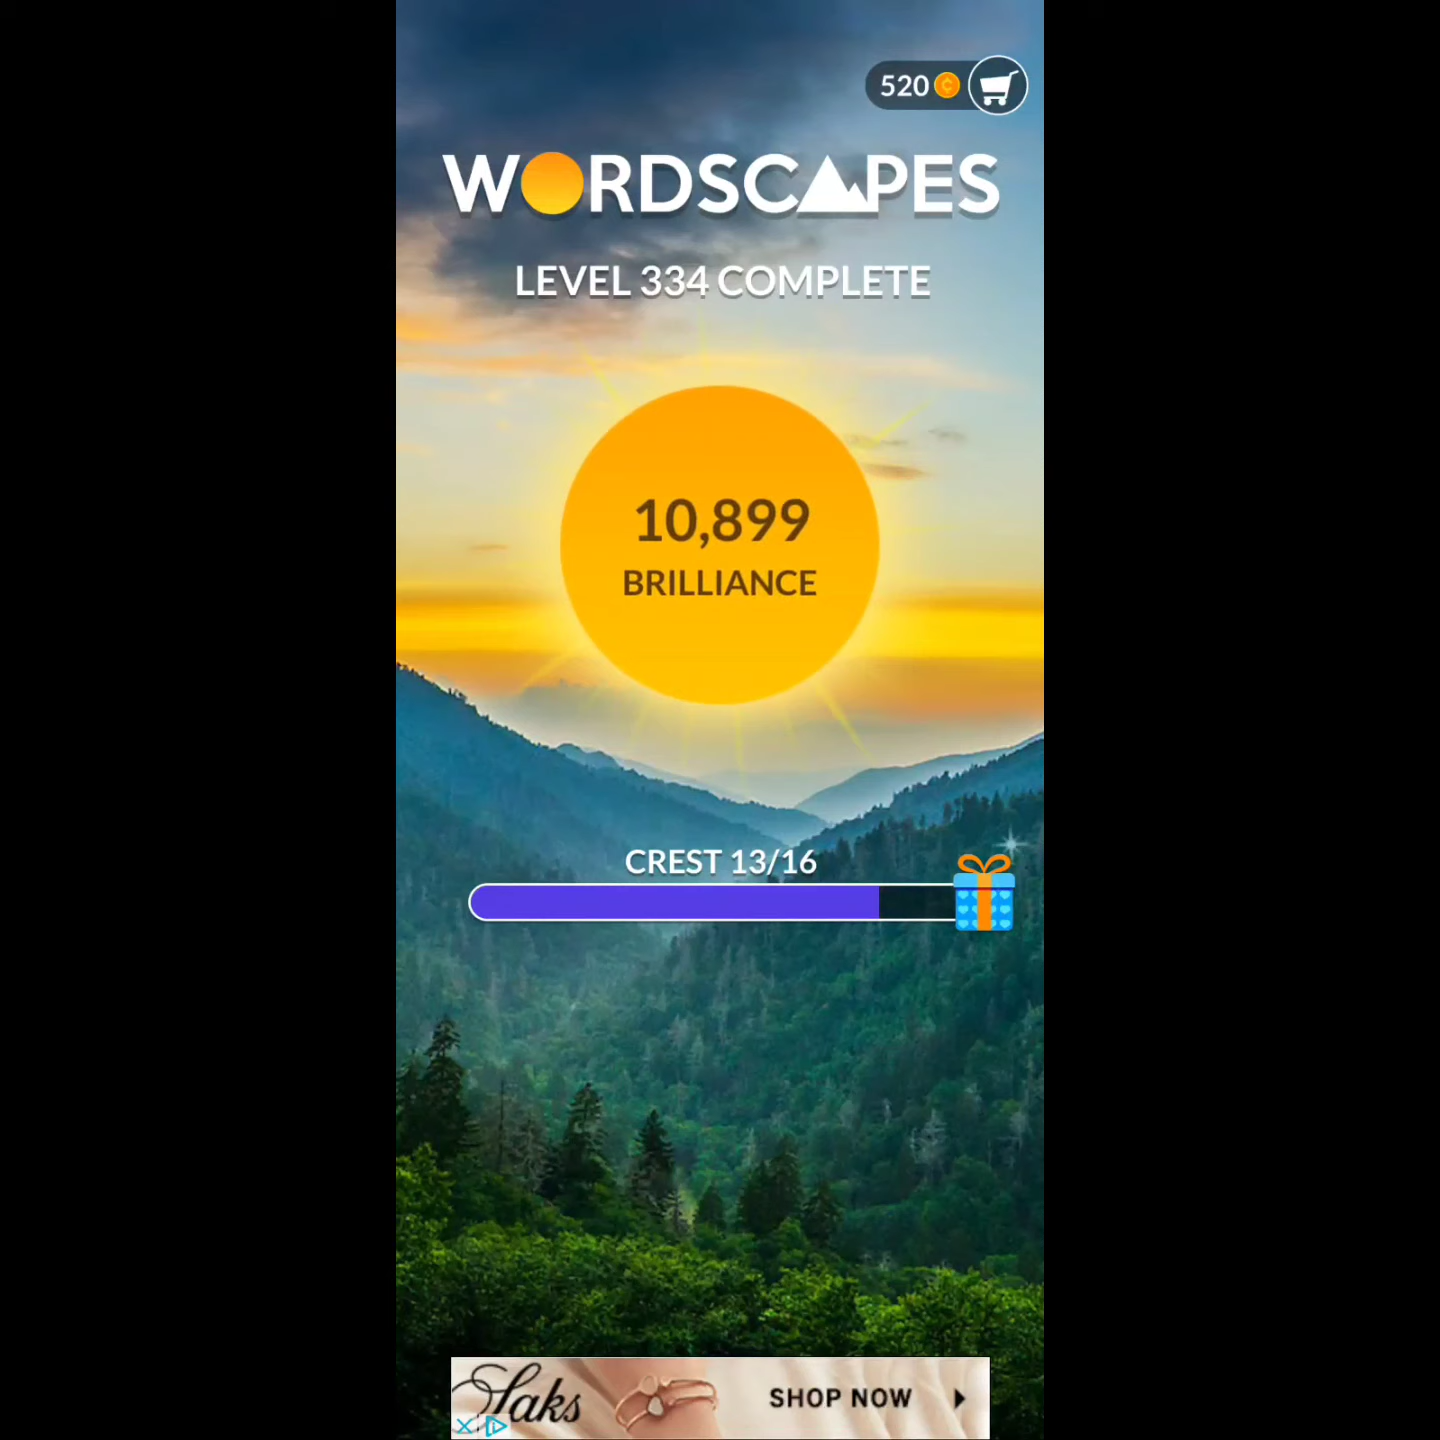 520
WORDSCAPES
LEVEL 334 COMPLETE
10,899
BRILLIANCE
CREST 13/16
Saks
SHOP NOW